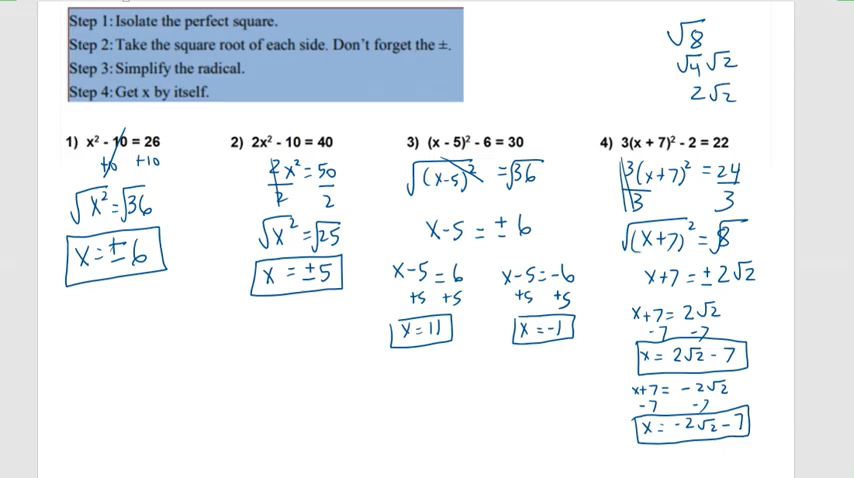 Step 1: Isolate the perfect square.
Step 2: Take the square root of each side. Don't forget the ±.
Step 3: Simplify the radical.
Step 4: Get x by itself.
√8
√4 √2
2√2
1) x² - 10 = 26
+10 +10
√x² = √36
x = ± 6
2) 2x² - 10 = 40
2x² = 50
2 2
√x² = √25
x = ±5
3) (x - 5)² - 6 = 30
√(x-5)² = √36
x-5 = ± 6
x-5 = 6 x-5 = -6
+5 +5 +5 +5
x = 11 x = -1
4) 3(x + 7)² - 2 = 22
3(x+7)² = 24
3 3
√(x+7)² = √8
x+7 = ± 2√2
x+7 = 2√2
-7 -7
x = 2√2 - 7
x+7 = -2√2
-7 -7
x = -2√2 - 7